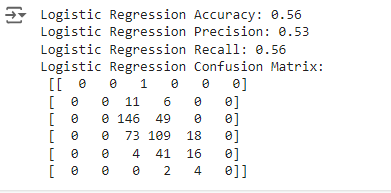 Logistic Regression Accuracy: 0.56
Logistic Regression Precision: 0.53
Logistic Regression Recall: 0.56
Logistic Regression Confusion Matrix:
[[ 0 0 1 0 0 0]
[ 0 0 11 6 0 0]
[ 0 0 146 49 0 0]
[ 0 0 73 109 18 0]
[ 0 0 4 41 16 0]
[ 0 0 0 2 4 0]]